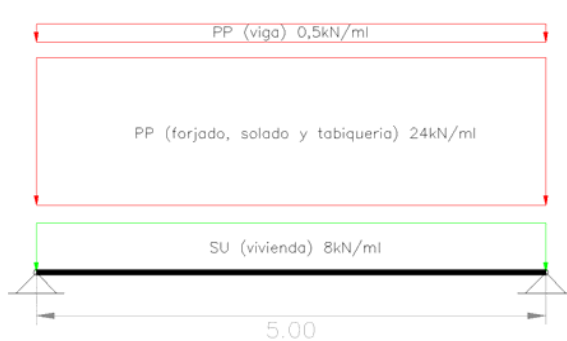 PP (viga) 0,5kN/ml
PP (forjado, solado y tabiqueria) 24kN/ml
SU (vivienda) 8kN/ml
5.00